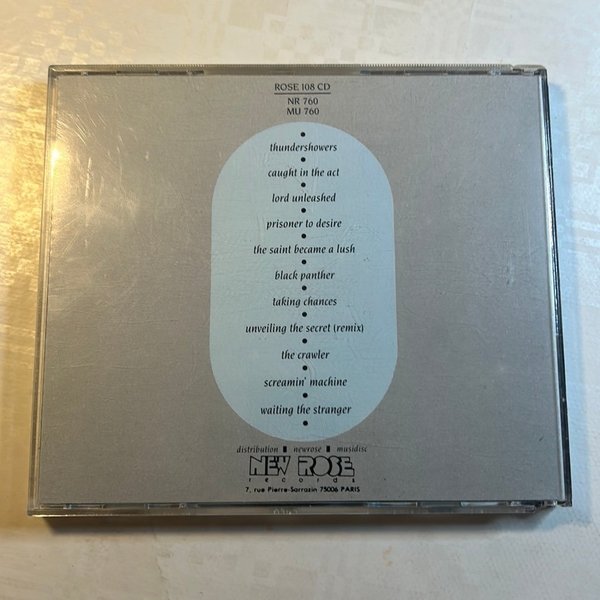 ROSE 108 CD
NR 760
MU 760
thundershowers
caught in the act
lord unleashed
prisoner to desire
the saint became a lush
black panther
taking chances
unveiling the secret (remix)
the crawler
screamin' machine
waiting the stranger
distribution newrose musidisc
NEW ROSE
records
7, rue Pierre-Sarrazin 75006 PARIS